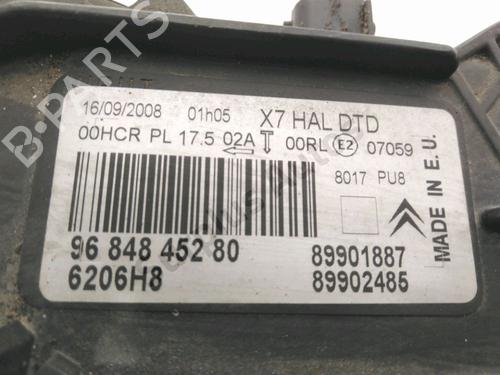 B-PARTS
16/09/2008 01h05 X7 HAL DTD
00HCR PL 17.5 02A 00RL E2 07059
8017 PU8
MADE IN E.U.
96 848 452 80 89901887
6206H8 89902485